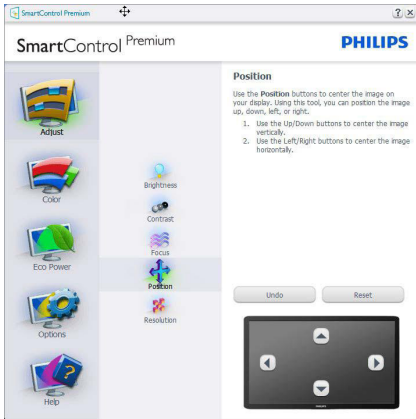 SmartControl Premium
SmartControl Premium
PHILIPS
Adjust
Color
Eco Power
Options
Help
Brightness
Contrast
Focus
Position
Resolution
Position
Use the Position buttons to center the image on
your display. Using this tool, you can position the image
up, down, left, or right.
1. Use the Up/Down buttons to center the image
vertically.
2. Use the Left/Right buttons to center the image
horizontally.
Undo
Reset
PHILIPS